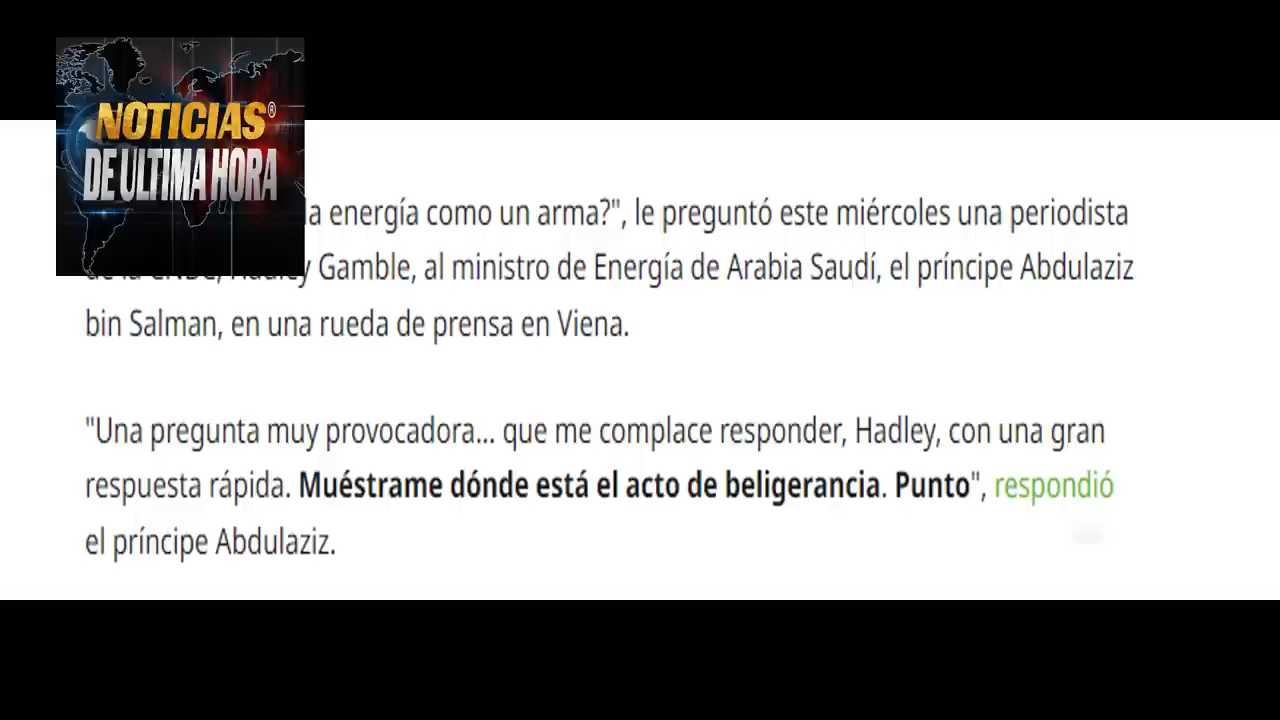 NOTICIAS®
DE ULTIMA HORA
la energía como un arma?", le preguntó este miércoles una periodista
Gamble, al ministro de Energía de Arabia Saudí, el príncipe Abdulaziz
bin Salman, en una rueda de prensa en Viena.
"Una pregunta muy provocadora... que me complace responder, Hadley, con una gran
respuesta rápida. Muéstrame dónde está el acto de beligerancia. Punto", respondió
el príncipe Abdulaziz.